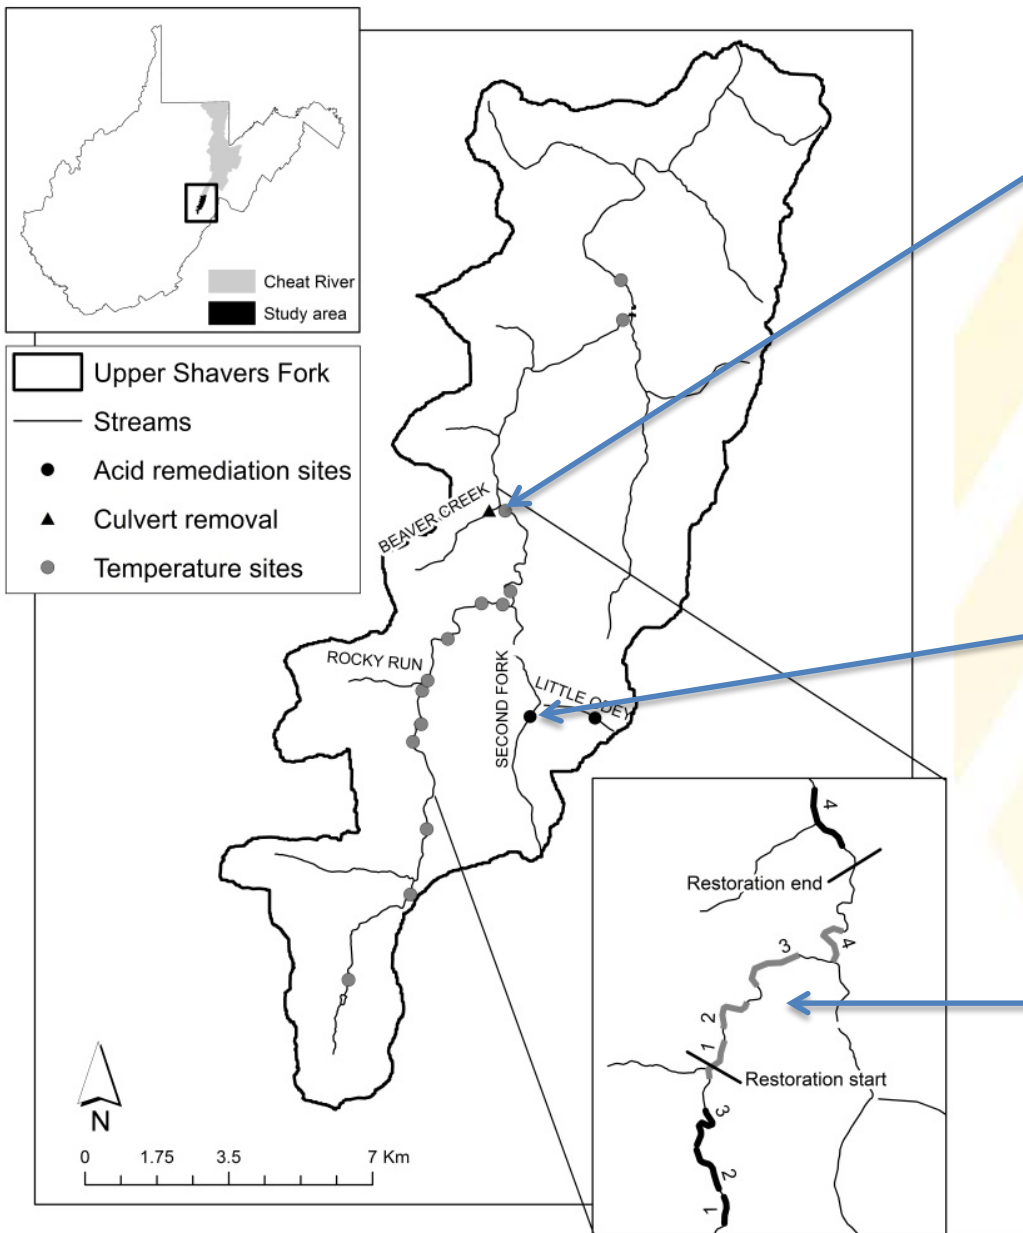 Cheat River
Study area
Upper Shavers Fork
Streams
Acid remediation sites
Culvert removal
Temperature sites
BEAVER CREEK
ROCKY RUN
SECOND FORK
LITTLE ODEY
N
0 1.75 3.5 7 Km
4
Restoration end
3
4
2
1
Restoration start
3
2
1